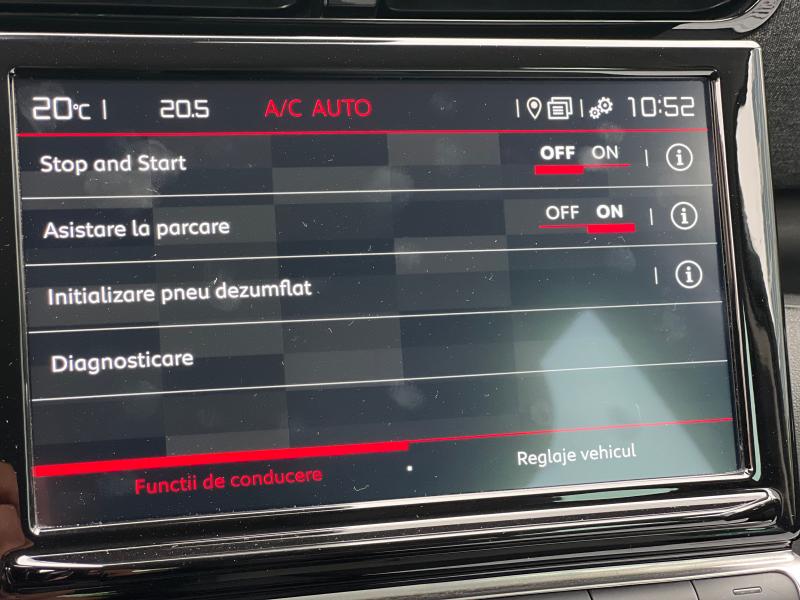 20°C 20.5 A/C AUTO 10:52
Stop and Start OFF ON
Asistare la parcare OFF ON
Initializare pneu dezumflat
Diagnosticare
Functii de conducere Reglaje vehicul